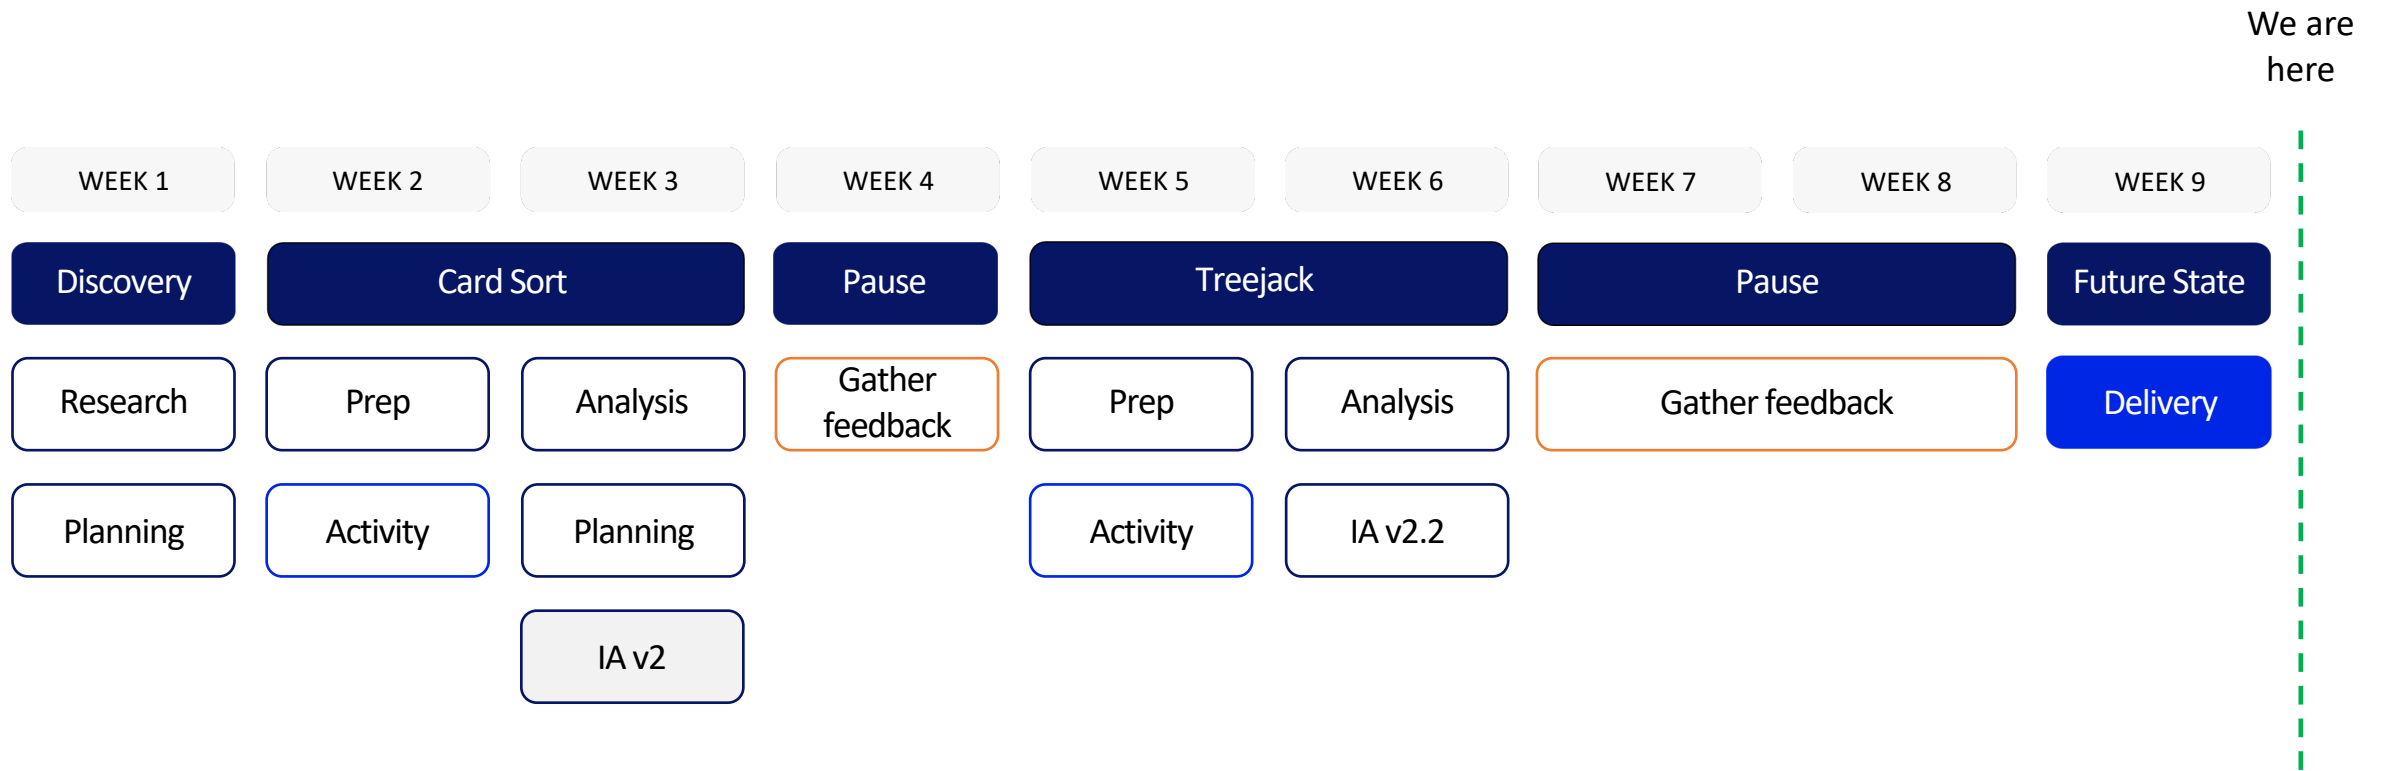 We are
here
WEEK 1 WEEK 2 WEEK 3 WEEK 4 WEEK 5 WEEK 6 WEEK 7 WEEK 8 WEEK 9
Discovery Card Sort Pause Treejack Pause Future State
Research Prep Analysis Gather feedback Prep Analysis Gather feedback Delivery
Planning Activity Planning Activity IA v2.2
IA v2